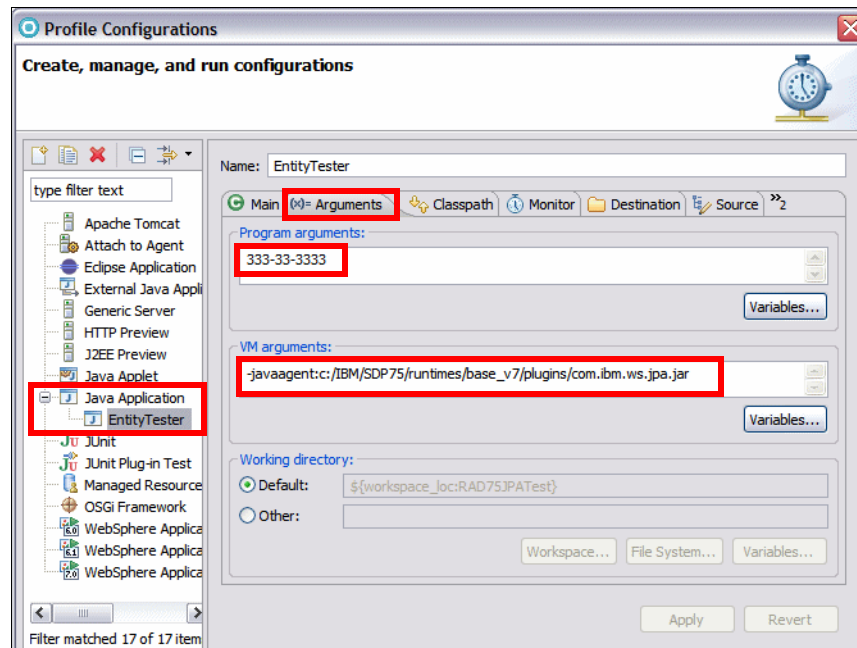 Profile Configurations
Create, manage, and run configurations
type filter text
Apache Tomcat
Attach to Agent
Eclipse Application
External Java Appli
Generic Server
HTTP Preview
J2EE Preview
Java Applet
Java Application
EntityTester
JUnit
JUnit Plug-in Test
Managed Resource
OSGi Framework
WebSphere Applica
WebSphere Applica
WebSphere Applica
Filter matched 17 of 17 item
Name: EntityTester
Main (x)= Arguments Classpath Monitor Destination Source »2
Program arguments:
333-33-3333
Variables...
VM arguments:
-javaagent:c:/IBM/SDP75/runtimes/base_v7/plugins/com.ibm.ws.jpa.jar
Variables...
Working directory:
Default: ${workspace_loc:RAD75JPATest}
Other:
Workspace... File System... Variables...
Apply Revert